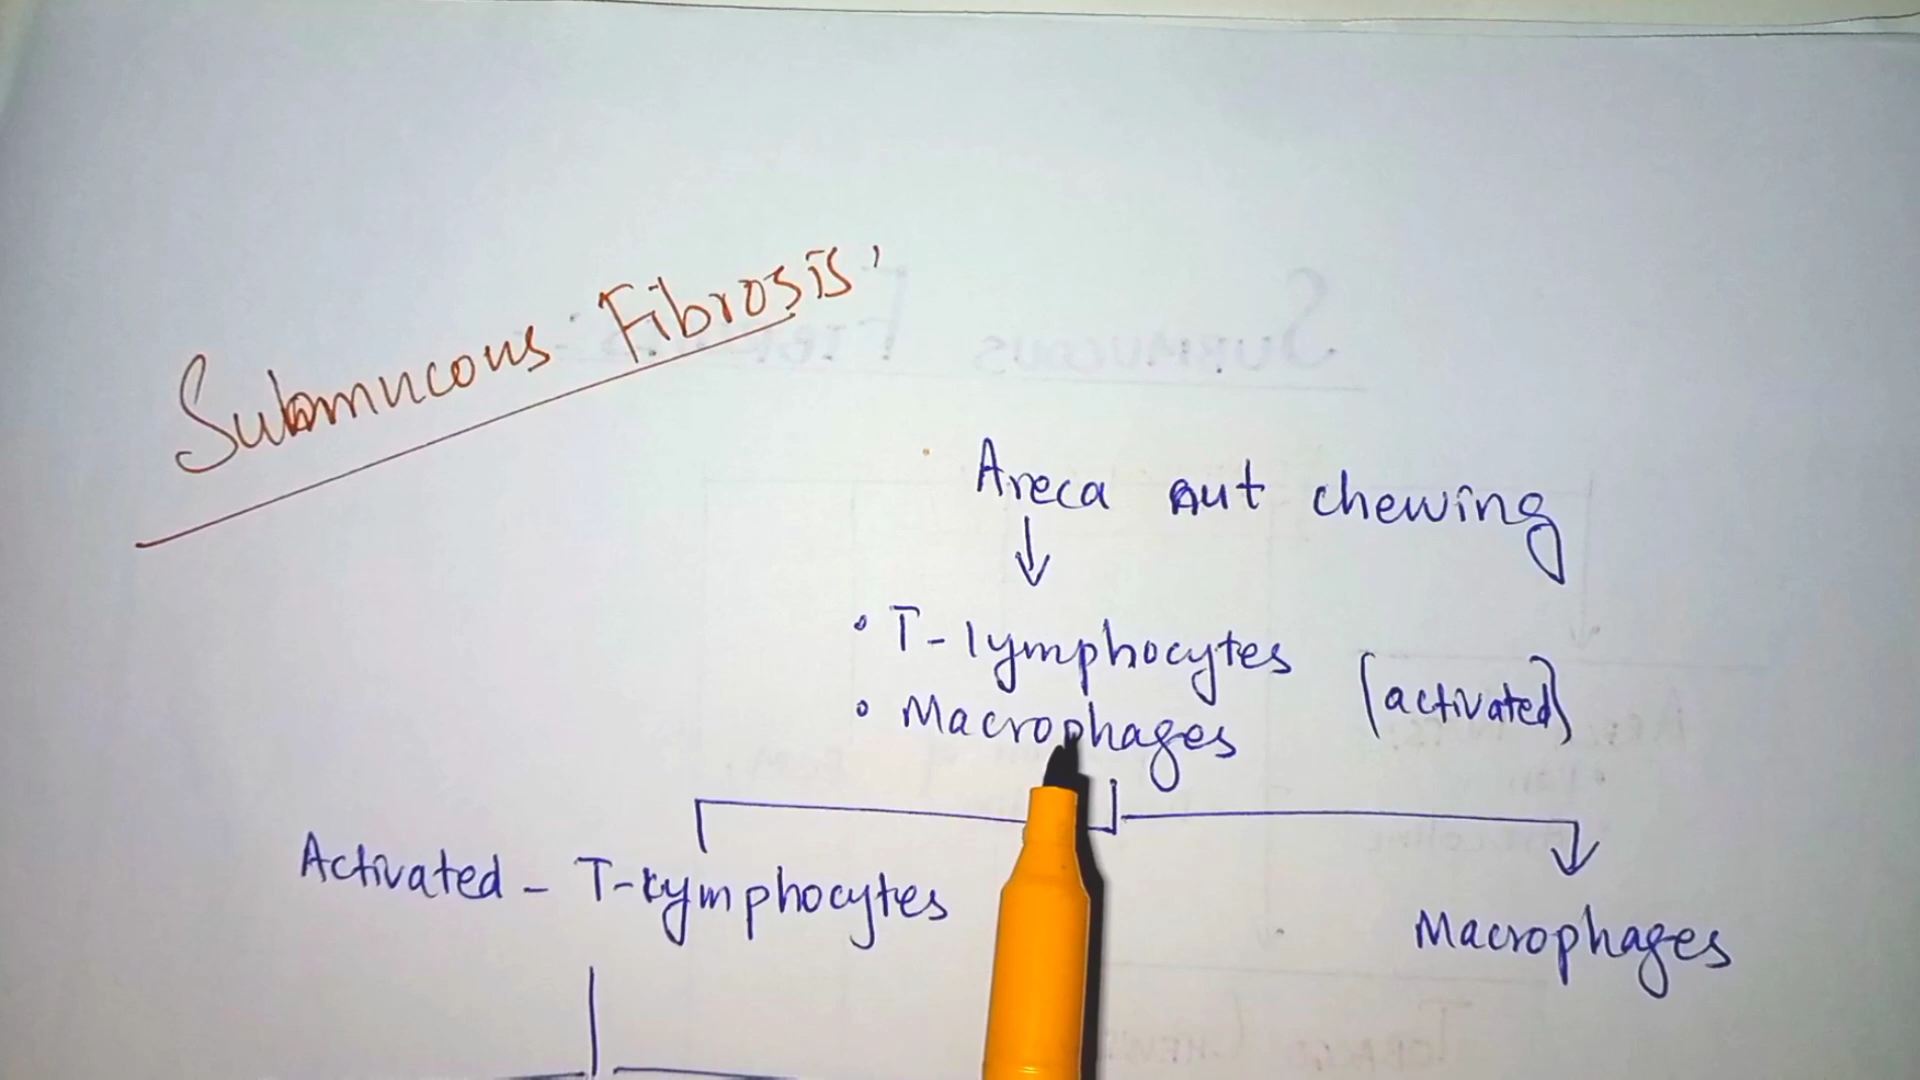 Submucous Fibrosis
Areca nut chewing
• T-lymphocytes
• Macrophages
(activated)
Activated - T-lymphocytes
Macrophages